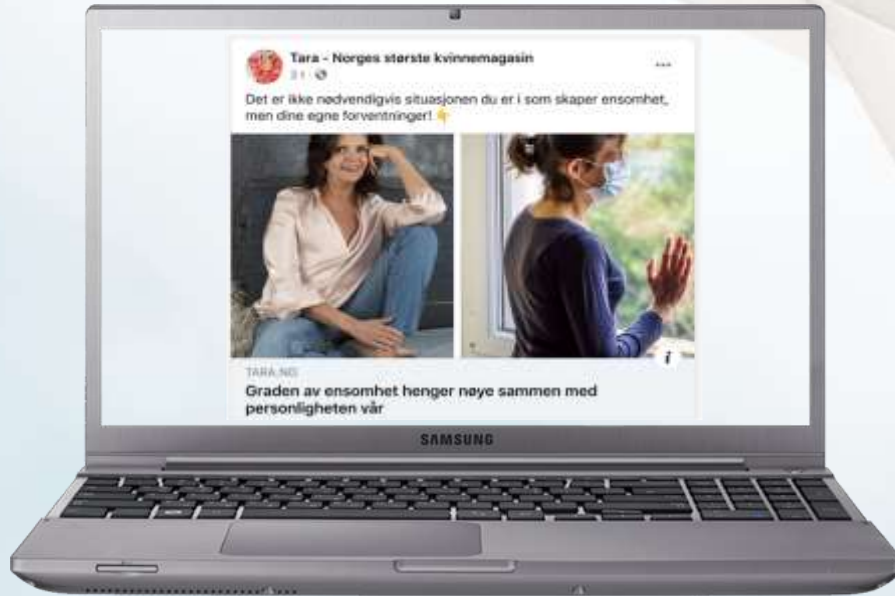 Tara - Norges største kvinnemagasin
3 t ·
Det er ikke nødvendigvis situasjonen du er i som skaper ensomhet,
men dine egne forventninger! 👇
i
TARA.NO
Graden av ensomhet henger nøye sammen med
personligheten vår
SAMSUNG